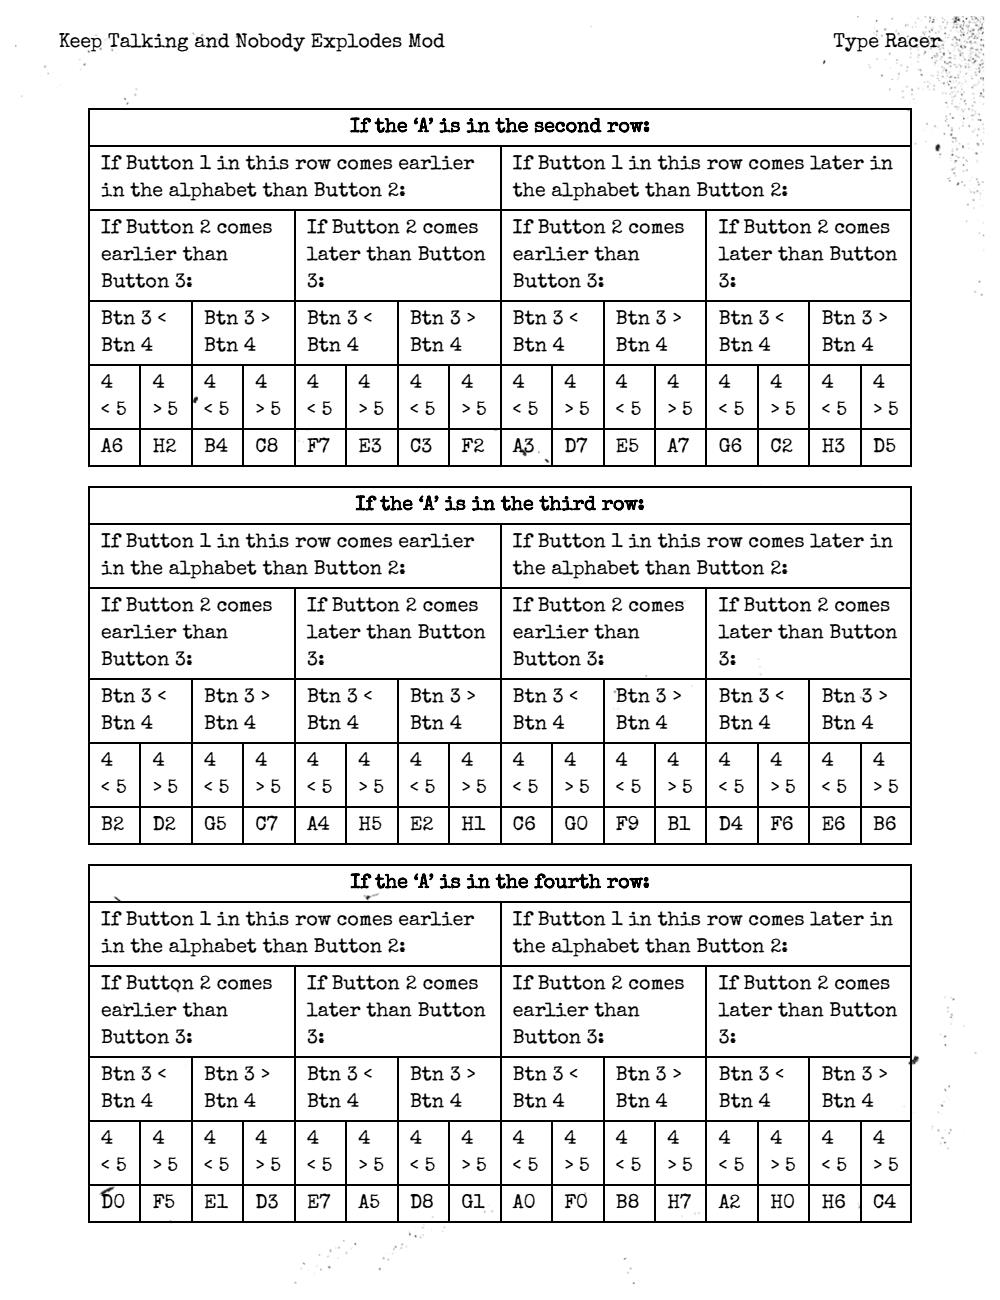 Keep Talking and Nobody Explodes Mod Type Racer
If the ‘A’ is in the second row:
If Button 1 in this row comes earlier in the alphabet than Button 2: If Button 1 in this row comes later in the alphabet than Button 2:
If Button 2 comes earlier than Button 3: If Button 2 comes later than Button 3: If Button 2 comes earlier than Button 3: If Button 2 comes later than Button 3:
Btn 3 < Btn 4 Btn 3 > Btn 4 Btn 3 < Btn 4 Btn 3 > Btn 4 Btn 3 < Btn 4 Btn 3 > Btn 4 Btn 3 < Btn 4 Btn 3 > Btn 4
4 < 5 4 > 5 4 < 5 4 > 5 4 < 5 4 > 5 4 < 5 4 > 5 4 < 5 4 > 5 4 < 5 4 > 5 4 < 5 4 > 5 4 < 5 4 > 5
A6 H2 B4 C8 F7 E3 C3 F2 A3 D7 E5 A7 G6 C2 H3 D5
If the ‘A’ is in the third row:
If Button 1 in this row comes earlier in the alphabet than Button 2: If Button 1 in this row comes later in the alphabet than Button 2:
If Button 2 comes earlier than Button 3: If Button 2 comes later than Button 3: If Button 2 comes earlier than Button 3: If Button 2 comes later than Button 3:
Btn 3 < Btn 4 Btn 3 > Btn 4 Btn 3 < Btn 4 Btn 3 > Btn 4 Btn 3 < Btn 4 Btn 3 > Btn 4 Btn 3 < Btn 4 Btn 3 > Btn 4
4 < 5 4 > 5 4 < 5 4 > 5 4 < 5 4 > 5 4 < 5 4 > 5 4 < 5 4 > 5 4 < 5 4 > 5 4 < 5 4 > 5 4 < 5 4 > 5
B2 D2 G5 C7 A4 H5 E2 H1 C6 G0 F9 B1 D4 F6 E6 B6
If the ‘A’ is in the fourth row:
If Button 1 in this row comes earlier in the alphabet than Button 2: If Button 1 in this row comes later in the alphabet than Button 2:
If Button 2 comes earlier than Button 3: If Button 2 comes later than Button 3: If Button 2 comes earlier than Button 3: If Button 2 comes later than Button 3:
Btn 3 < Btn 4 Btn 3 > Btn 4 Btn 3 < Btn 4 Btn 3 > Btn 4 Btn 3 < Btn 4 Btn 3 > Btn 4 Btn 3 < Btn 4 Btn 3 > Btn 4
4 < 5 4 > 5 4 < 5 4 > 5 4 < 5 4 > 5 4 < 5 4 > 5 4 < 5 4 > 5 4 < 5 4 > 5 4 < 5 4 > 5 4 < 5 4 > 5
D0 F5 E1 D3 E7 A5 D8 G1 A0 F0 B8 H7 A2 H0 H6 C4